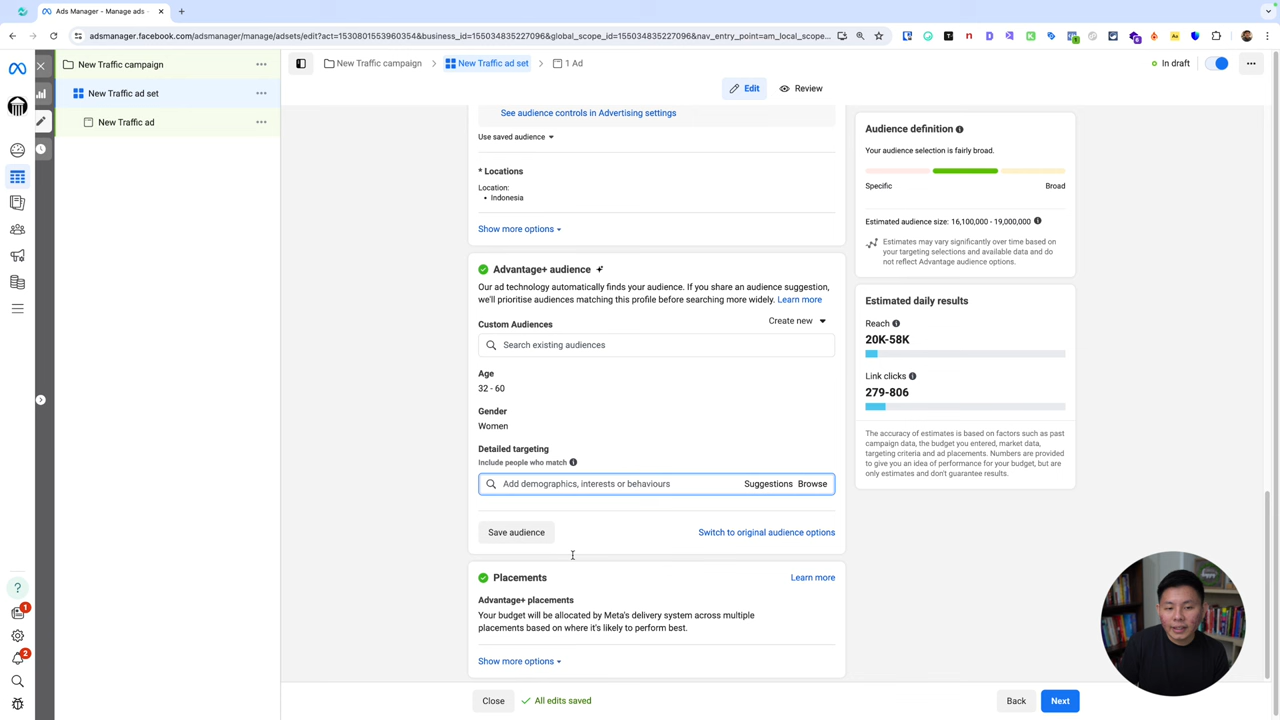 Ads Manager - Manage ads -
adsmanager.facebook.com/adsmanager/manage/adsets/edit?act=1530801553960354&business_id=155034835227096&global_scope_id=155034835227096&nav_entry_point=am_local_scope...
New Traffic campaign
New Traffic ad set
New Traffic ad
1
2
New Traffic campaign
New Traffic ad set
1 Ad
In draft
Edit
Review
See audience controls in Advertising settings
Use saved audience
* Locations
Location:
• Indonesia
Show more options
Advantage+ audience
Our ad technology automatically finds your audience. If you share an audience suggestion,
we'll prioritise audiences matching this profile before searching more widely. Learn more
Custom Audiences
Create new
Search existing audiences
Age
32 - 60
Gender
Women
Detailed targeting
Include people who match
Add demographics, interests or behaviours
Suggestions
Browse
Save audience
Switch to original audience options
Placements
Learn more
Advantage+ placements
Your budget will be allocated by Meta's delivery system across multiple
placements based on where it's likely to perform best.
Show more options
Close
All edits saved
Back
Next
Audience definition
Your audience selection is fairly broad.
Specific
Broad
Estimated audience size: 16,100,000 - 19,000,000
Estimates may vary significantly over time based on
your targeting selections and available data and do
not reflect Advantage audience options.
Estimated daily results
Reach
20K-58K
Link clicks
279-806
The accuracy of estimates is based on factors such as past
campaign data, the budget you entered, market data,
targeting criteria and ad placements. Numbers are provided
to give you an idea of performance for your budget, but are
only estimates and don't guarantee results.